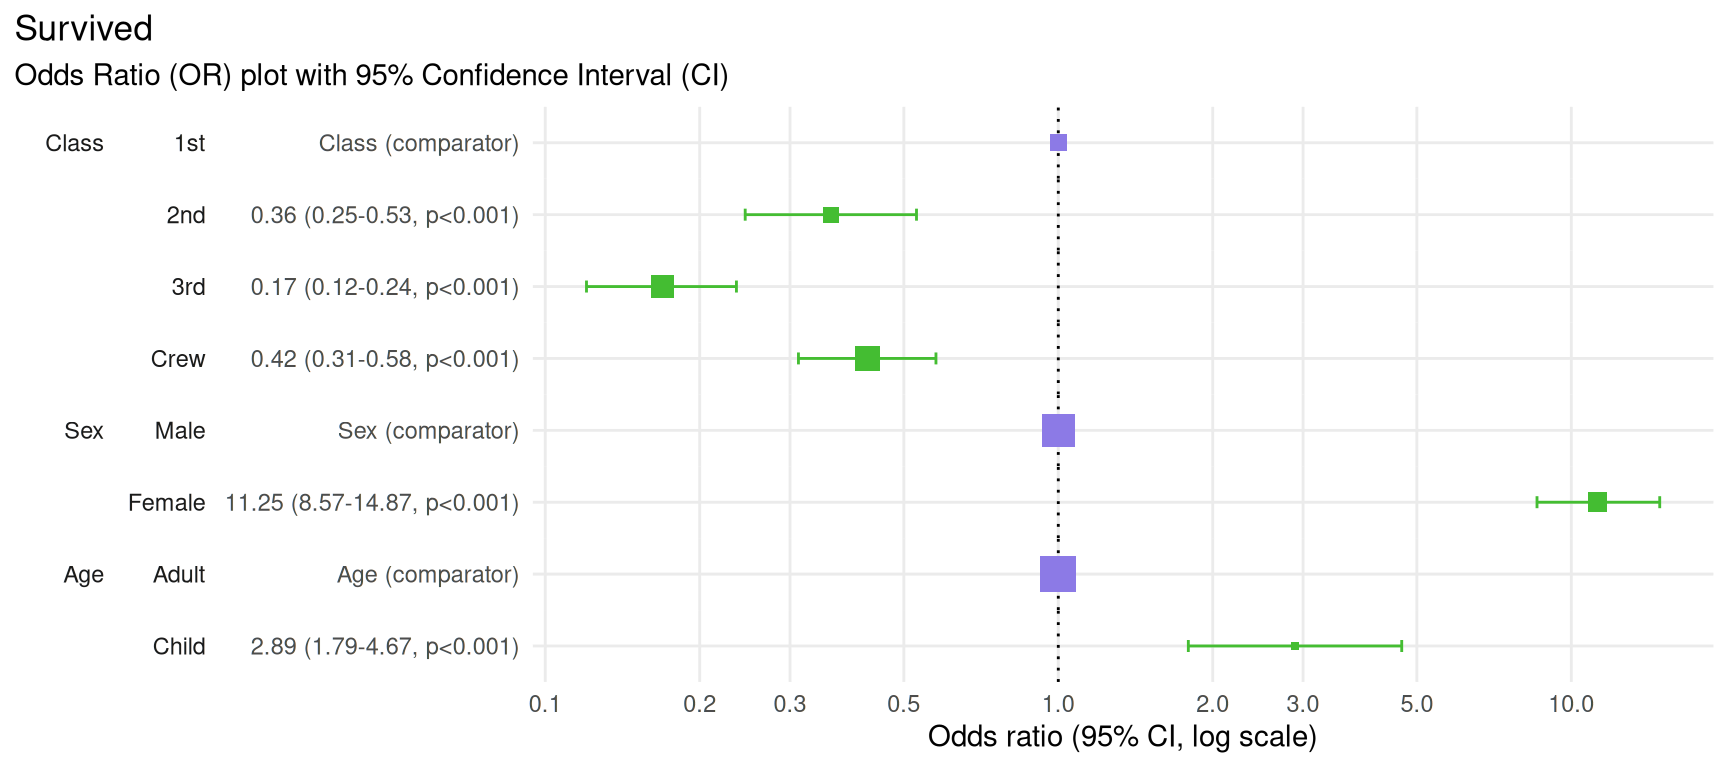 Survived
Odds Ratio (OR) plot with 95% Confidence Interval (CI)
Class 1st Class (comparator)
2nd 0.36 (0.25-0.53, p<0.001)
3rd 0.17 (0.12-0.24, p<0.001)
Crew 0.42 (0.31-0.58, p<0.001)
Sex Male Sex (comparator)
Female 11.25 (8.57-14.87, p<0.001)
Age Adult Age (comparator)
Child 2.89 (1.79-4.67, p<0.001)
0.1 0.2 0.3 0.5 1.0 2.0 3.0 5.0 10.0
Odds ratio (95% CI, log scale)